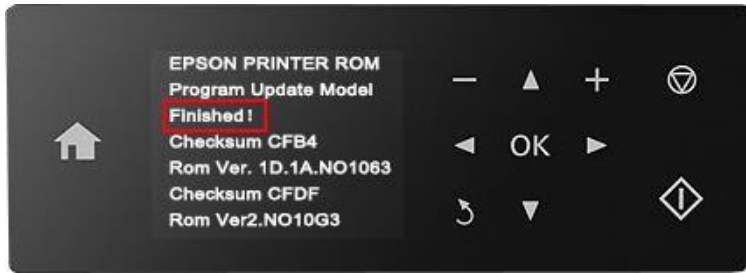 EPSON PRINTER ROM
Program Update Model
Finished!
Checksum CFB4
Rom Ver. 1D.1A.NO1063
Checksum CFDF
Rom Ver2.NO10G3
OK